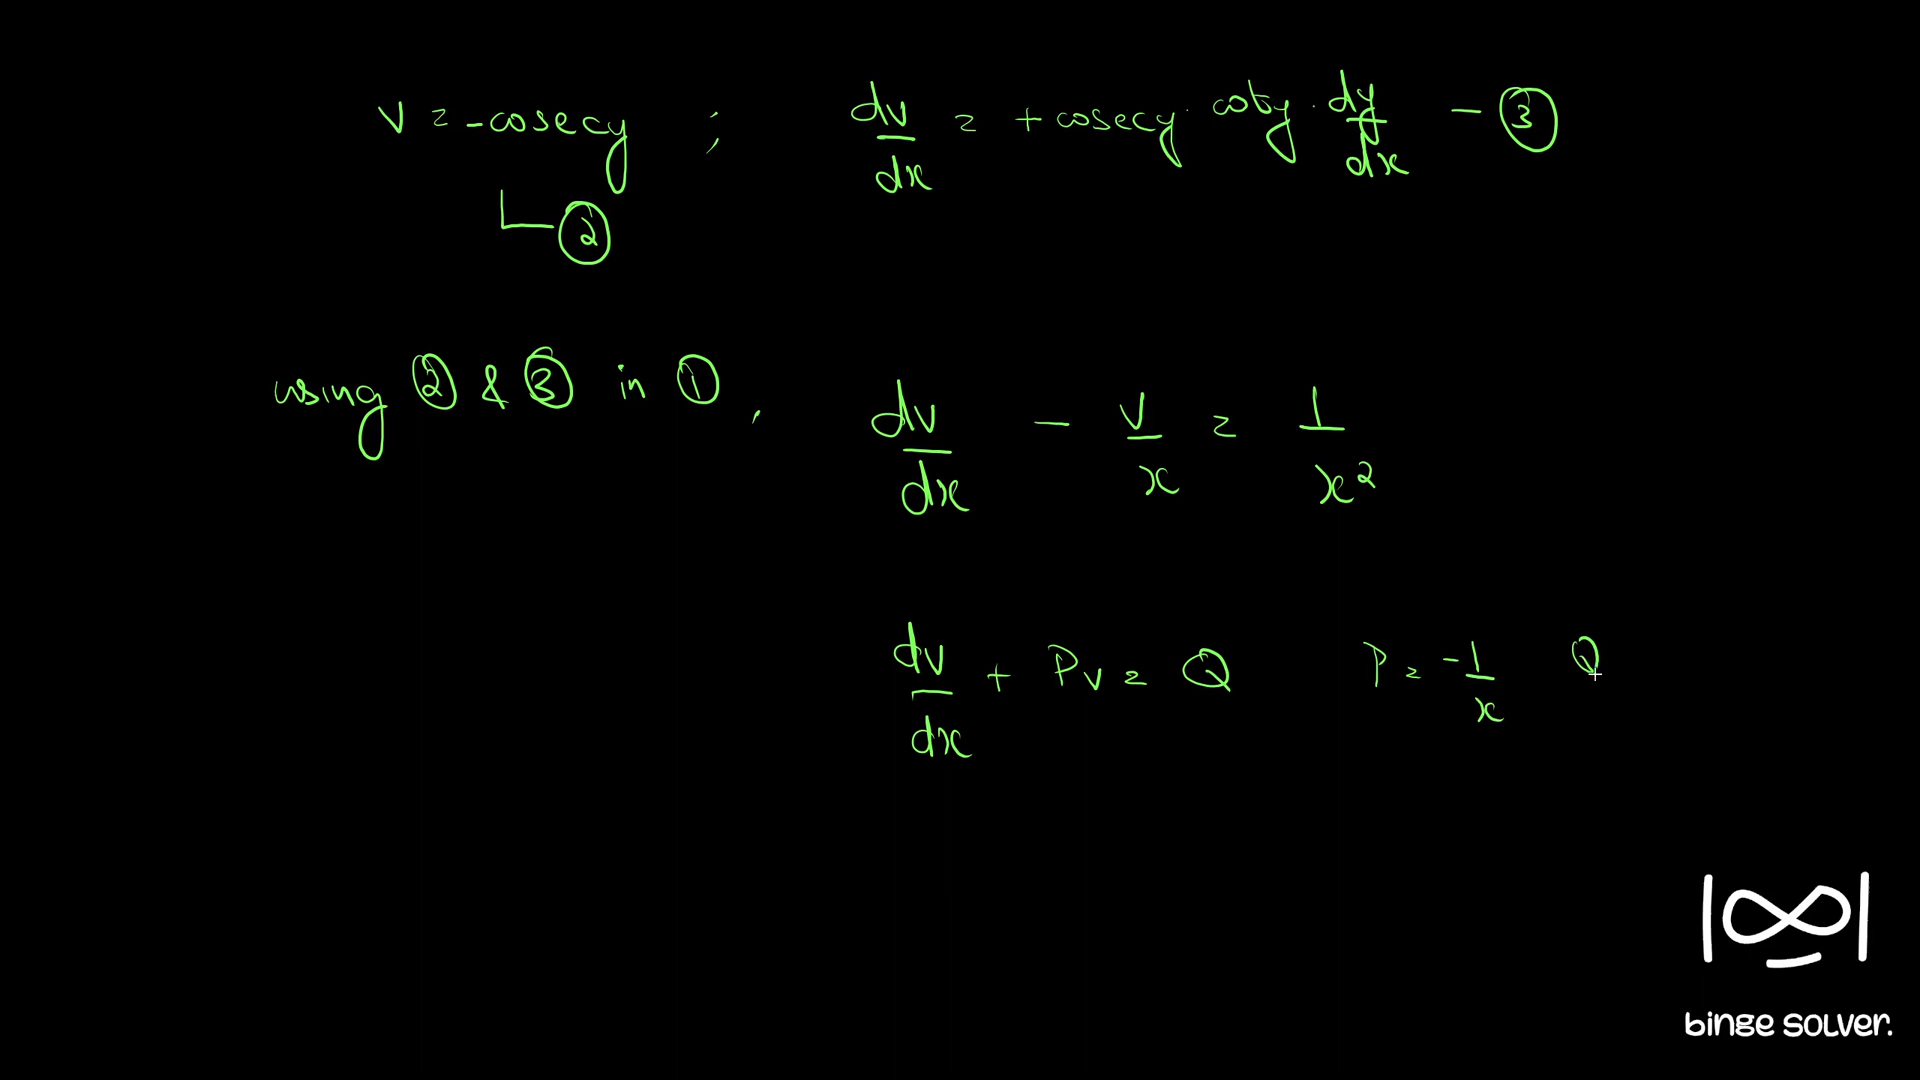 v = -cosecy ; dv/dx = + cosecy · coty · dy/dx - ③
②
using ② & ③ in ①, dv/dx - v/x = 1/x²
dv/dx + Pv = Q P = -1/x Q
binge solver.